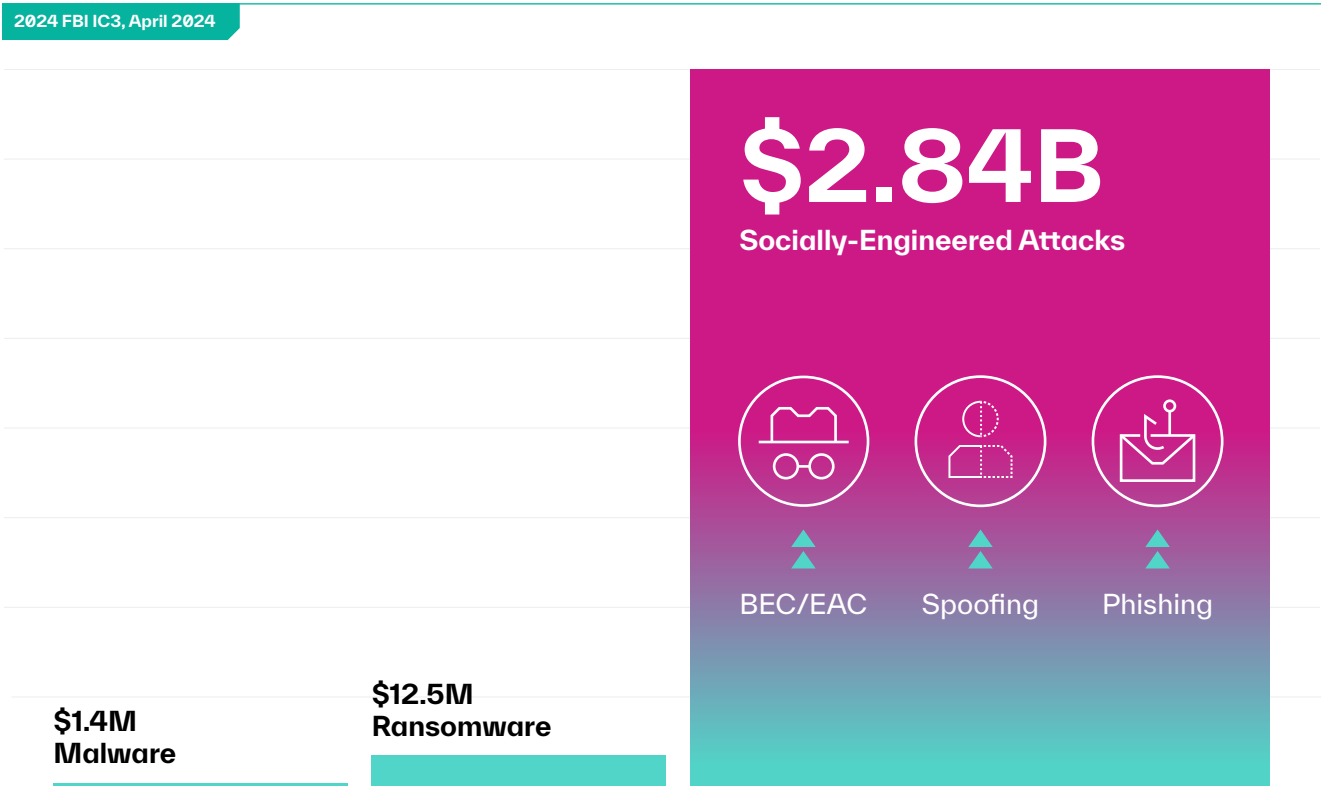 2024 FBI IC3, April 2024
$2.84B
Socially-Engineered Attacks
BEC/EAC
Spoofing
Phishing
$12.5M
Ransomware
$1.4M
Malware